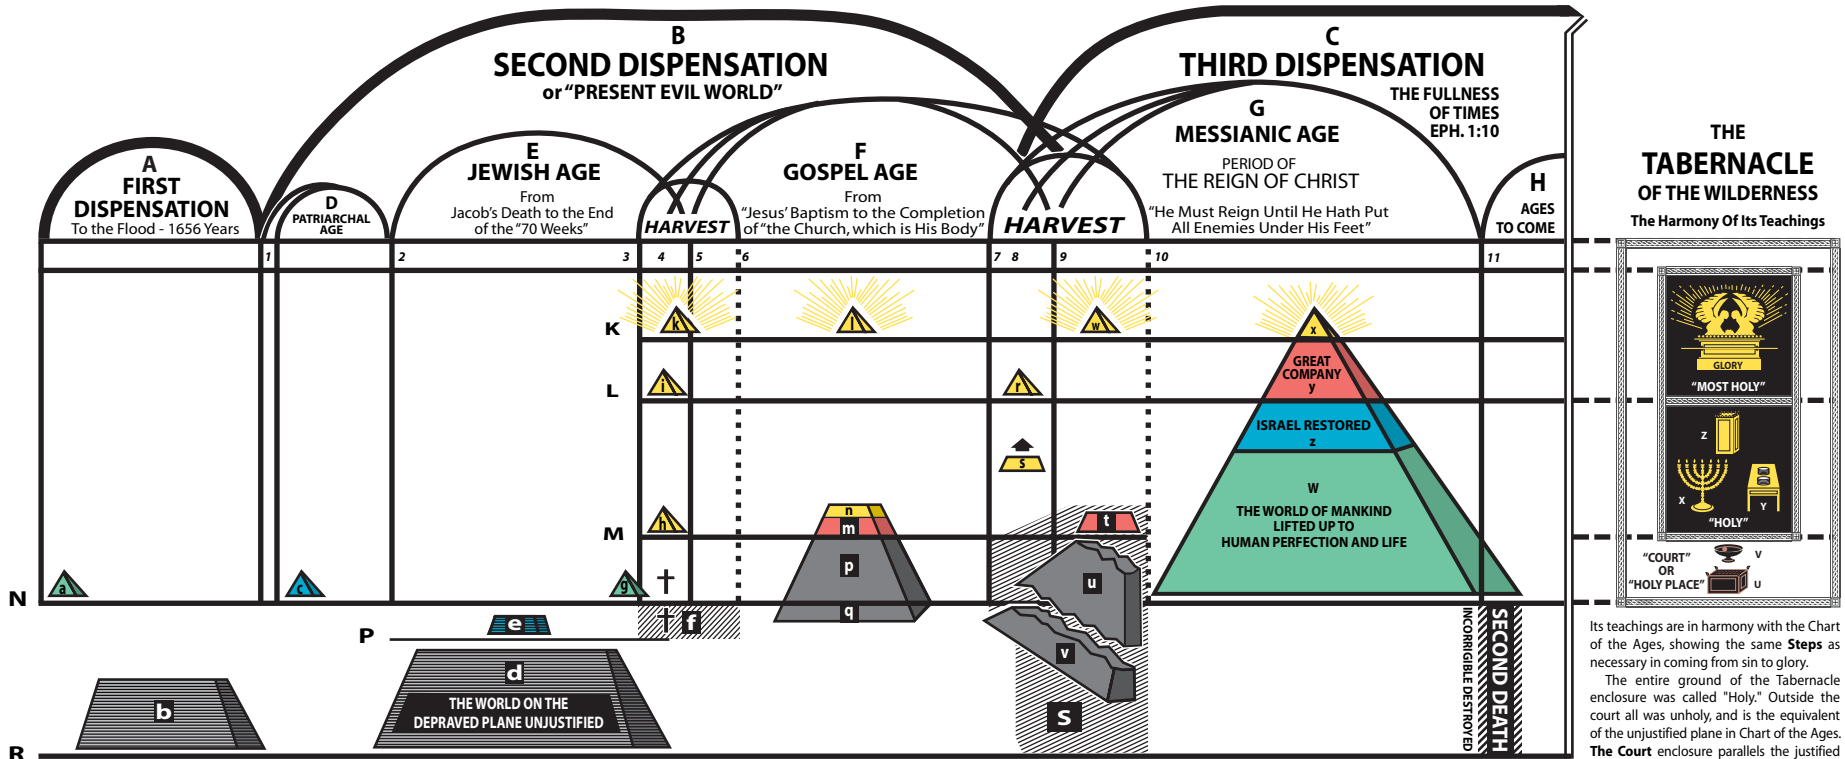 B
SECOND DISPENSATION
or “PRESENT EVIL WORLD”
C
THIRD DISPENSATION
THE FULLNESS
OF TIMES
EPH. 1:10
A
FIRST
DISPENSATION
To the Flood - 1656 Years
D
PATRIARCHAL
AGE
E
JEWISH AGE
From
Jacob’s Death to the End
of the “70 Weeks”
HARVEST
F
GOSPEL AGE
From
“Jesus’ Baptism to the Completion
of “the Church, which is His Body”
HARVEST
G
MESSIANIC AGE
PERIOD OF
THE REIGN OF CHRIST
“He Must Reign Until He Hath Put
All Enemies Under His Feet”
H
AGES
TO COME
THE
TABERNACLE
OF THE WILDERNESS
The Harmony Of Its Teachings
1 2 3 4 5 6 7 8 9 10 11
K
k
l
w
x
GREAT
COMPANY
y
L
i
r
ISRAEL RESTORED
z
s
W
THE WORLD OF MANKIND
LIFTED UP TO
HUMAN PERFECTION AND LIFE
M
h
n
m
t
p
u
N
a
c
g
q
P
e
f
v
d
THE WORLD ON THE
DEPRAVED PLANE UNJUSTIFIED
b
S
R
INCORRIGIBLE DESTROYED
SECOND DEATH
GLORY
“MOST HOLY”
Z
X
Y
“HOLY”
“COURT”
OR
“HOLY PLACE”
V
U
Its teachings are in harmony with the Chart
of the Ages, showing the same Steps as
necessary in coming from sin to glory.
The entire ground of the Tabernacle
enclosure was called "Holy." Outside the
court all was unholy, and is the equivalent
of the unjustified plane in Chart of the Ages.
The Court enclosure parallels the justified